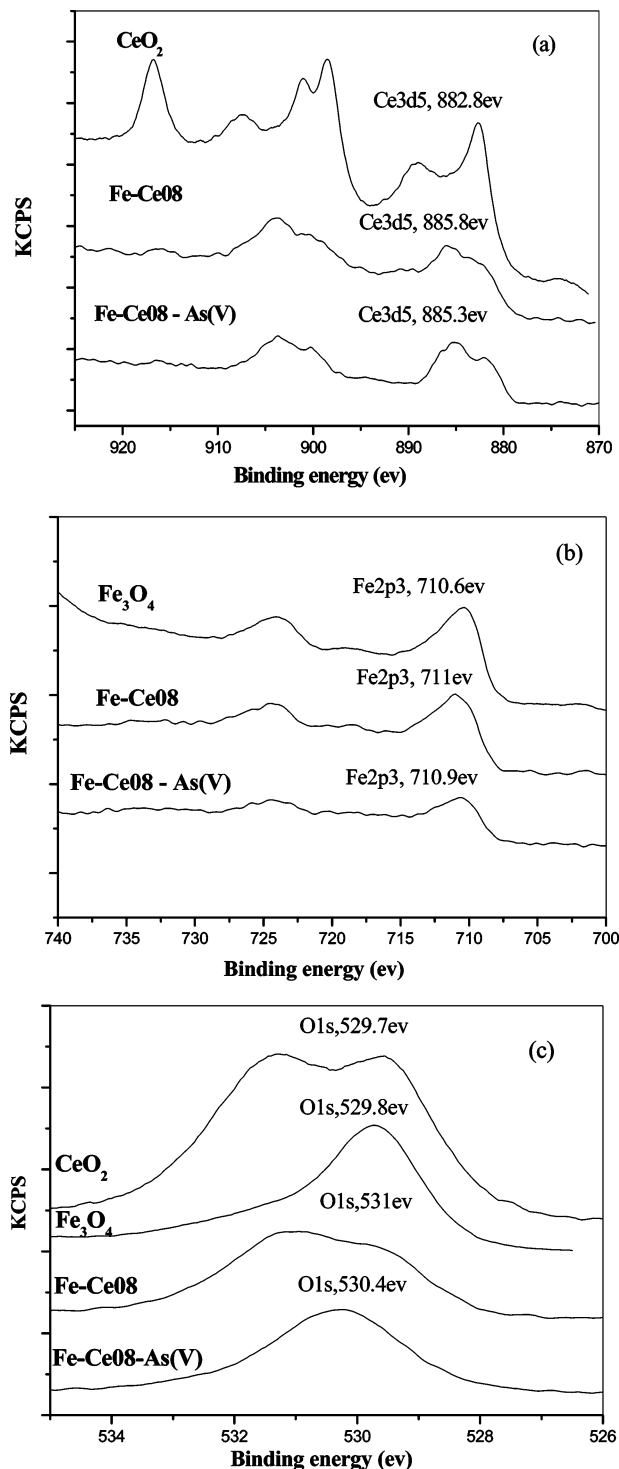 (a)
CeO2
Ce3d5, 882.8ev
Fe-Ce08
Ce3d5, 885.8ev
Fe-Ce08 - As(V)
Ce3d5, 885.3ev
KCPS
920 910 900 890 880 870
Binding energy (ev)
(b)
Fe3O4
Fe2p3, 710.6ev
Fe-Ce08
Fe2p3, 711ev
Fe-Ce08 - As(V)
Fe2p3, 710.9ev
KCPS
740 735 730 725 720 715 710 705 700
Binding energy (ev)
O1s,529.7ev
(c)
O1s,529.8ev
CeO2
O1s,531ev
Fe3O4
Fe-Ce08
O1s,530.4ev
Fe-Ce08-As(V)
KCPS
534 532 530 528 526
Binding energy (ev)